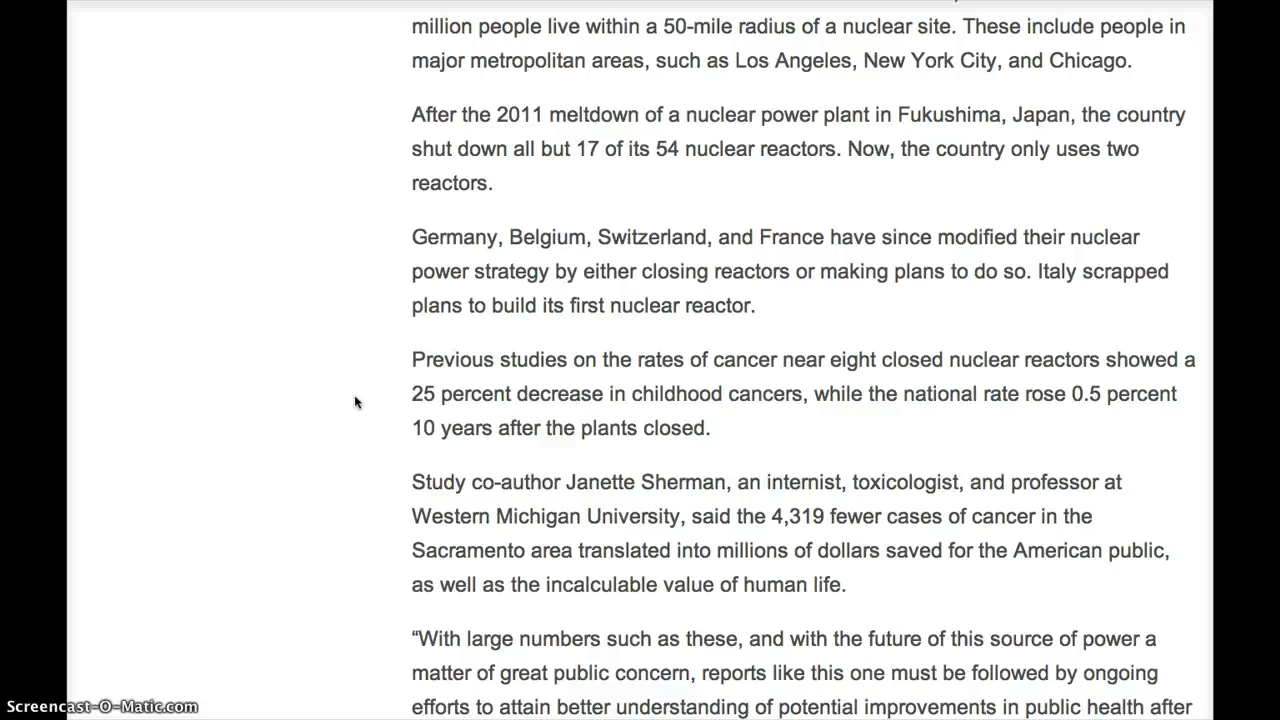 million people live within a 50-mile radius of a nuclear site. These include people in
major metropolitan areas, such as Los Angeles, New York City, and Chicago.
After the 2011 meltdown of a nuclear power plant in Fukushima, Japan, the country
shut down all but 17 of its 54 nuclear reactors. Now, the country only uses two
reactors.
Germany, Belgium, Switzerland, and France have since modified their nuclear
power strategy by either closing reactors or making plans to do so. Italy scrapped
plans to build its first nuclear reactor.
Previous studies on the rates of cancer near eight closed nuclear reactors showed a
25 percent decrease in childhood cancers, while the national rate rose 0.5 percent
10 years after the plants closed.
Study co-author Janette Sherman, an internist, toxicologist, and professor at
Western Michigan University, said the 4,319 fewer cases of cancer in the
Sacramento area translated into millions of dollars saved for the American public,
as well as the incalculable value of human life.
“With large numbers such as these, and with the future of this source of power a
matter of great public concern, reports like this one must be followed by ongoing
efforts to attain better understanding of potential improvements in public health after
Screencast-O-Matic.com